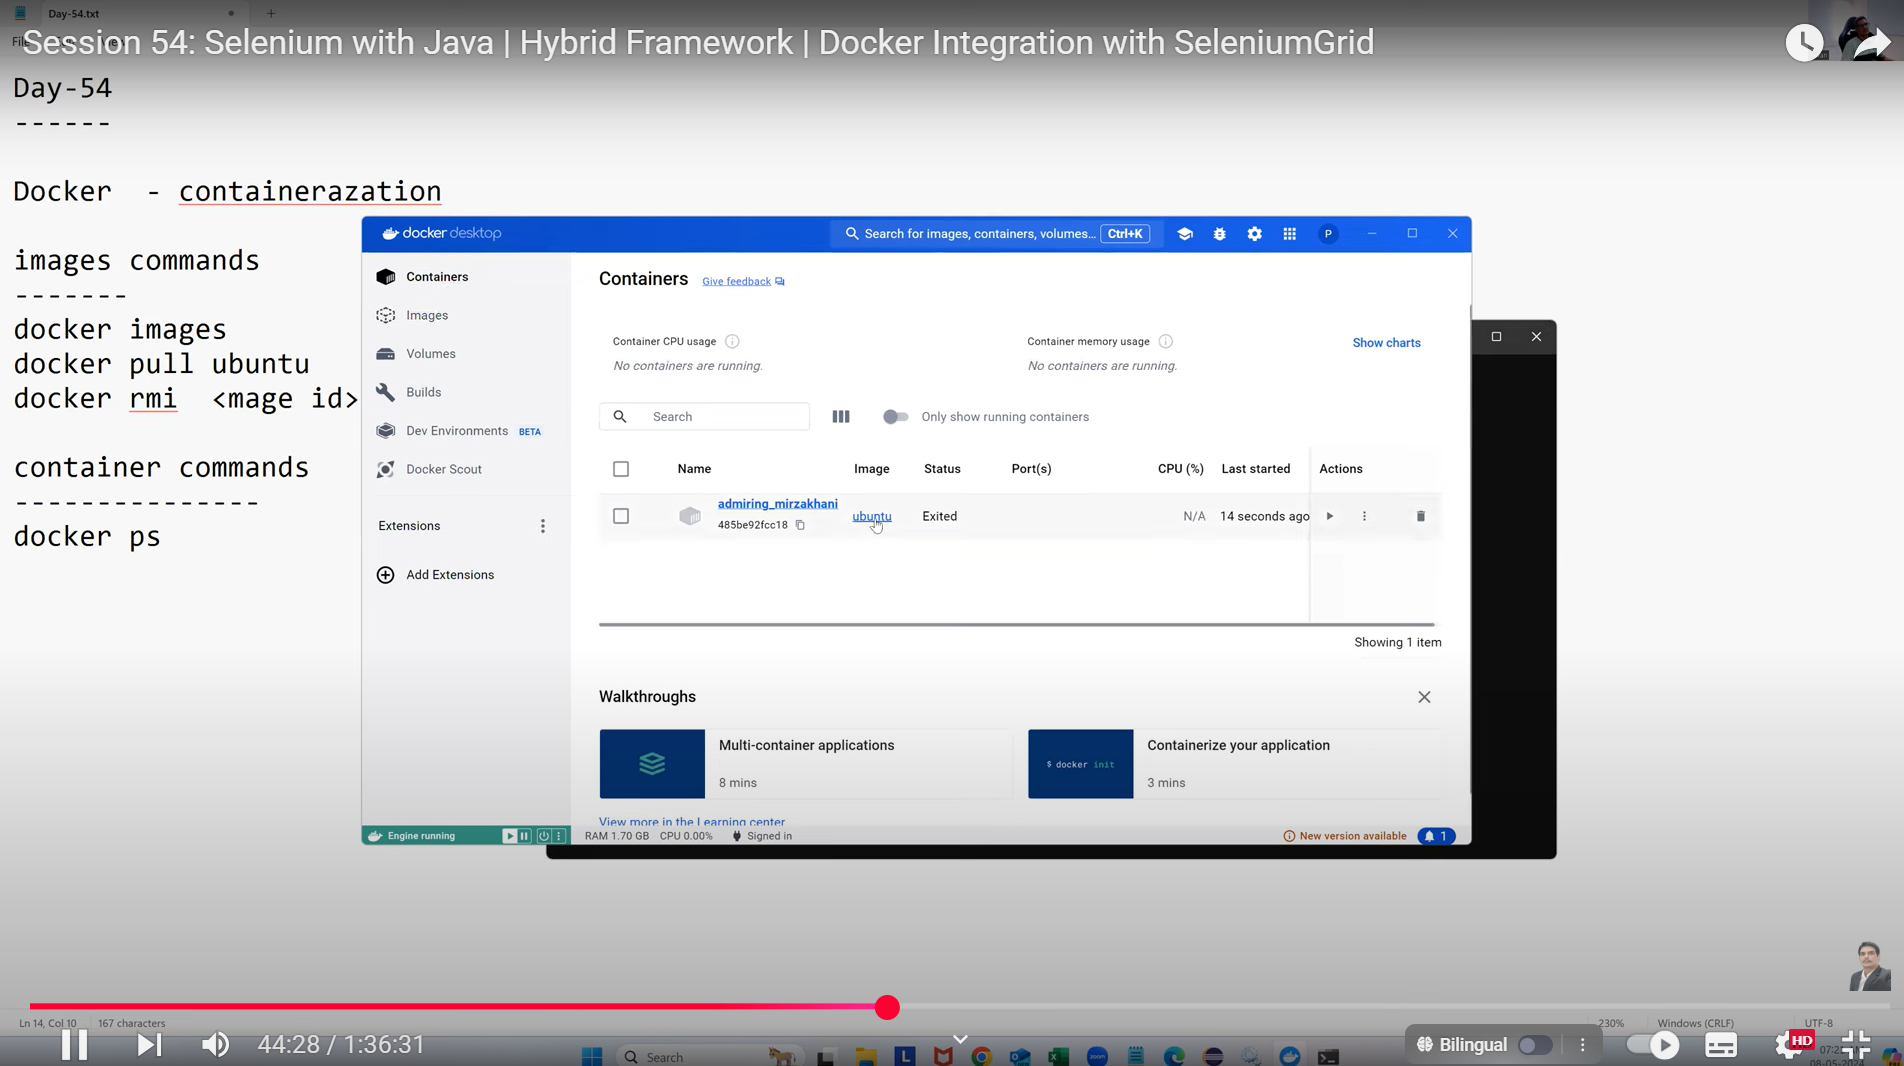 Day-54.txt
Session 54: Selenium with Java | Hybrid Framework | Docker Integration with SeleniumGrid
Day-54
------
Docker - containerazation
images commands
-------
docker images
docker pull ubuntu
docker rmi <mage id>
container commands
---------------
docker ps
docker desktop
Search for images, containers, volumes... Ctrl+K
P
Containers
Images
Volumes
Builds
Dev Environments BETA
Docker Scout
Extensions
Add Extensions
Containers Give feedback
Container CPU usage
No containers are running.
Container memory usage
No containers are running.
Show charts
Search
Only show running containers
Name Image Status Port(s) CPU (%) Last started Actions
admiring_mirzakhani
485be92fcc18
ubuntu Exited N/A 14 seconds ago
Showing 1 item
Walkthroughs
Multi-container applications
8 mins
$ docker init
Containerize your application
3 mins
View more in the Learning center
Engine running
RAM 1.70 GB CPU 0.00% Signed in
New version available
1
Ln 14, Col 10 167 characters
230% Windows (CRLF) UTF-8
44:28 / 1:36:31
Search
zoom
Bilingual
HD